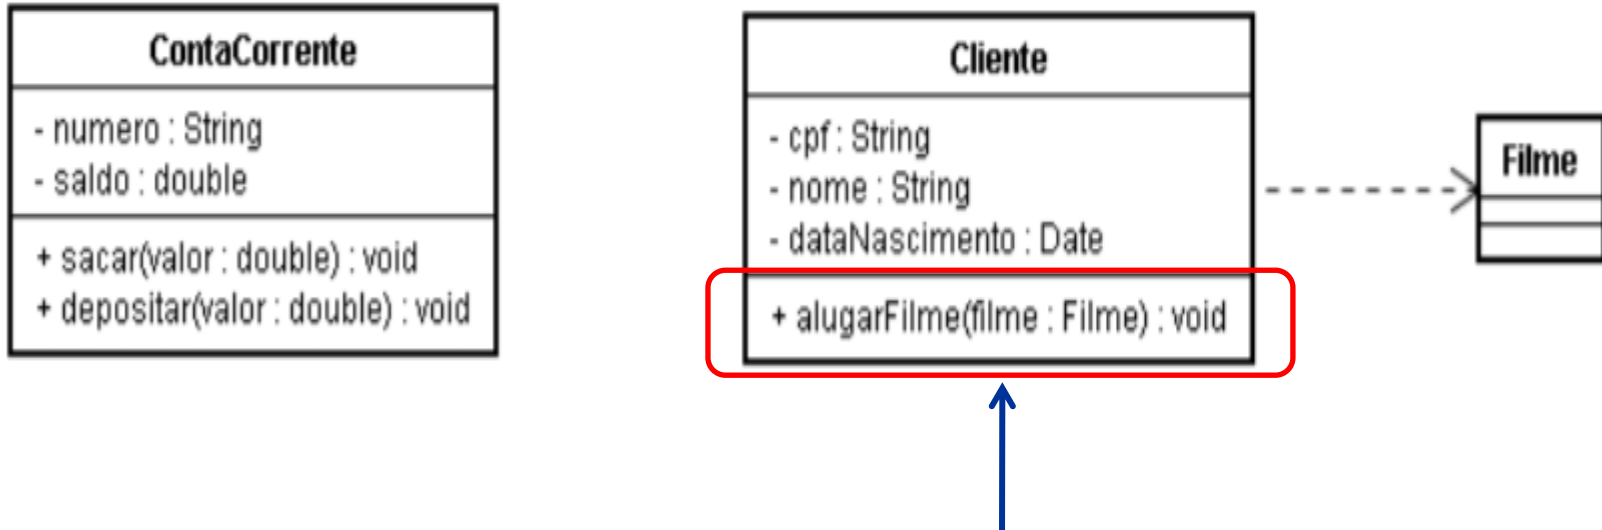 ContaCorrente
- numero : String
- saldo : double
+ sacar(valor : double) : void
+ depositar(valor : double) : void
Cliente
- cpf : String
- nome : String
- dataNascimento : Date
+ alugarFilme(filme : Filme) : void
Filme